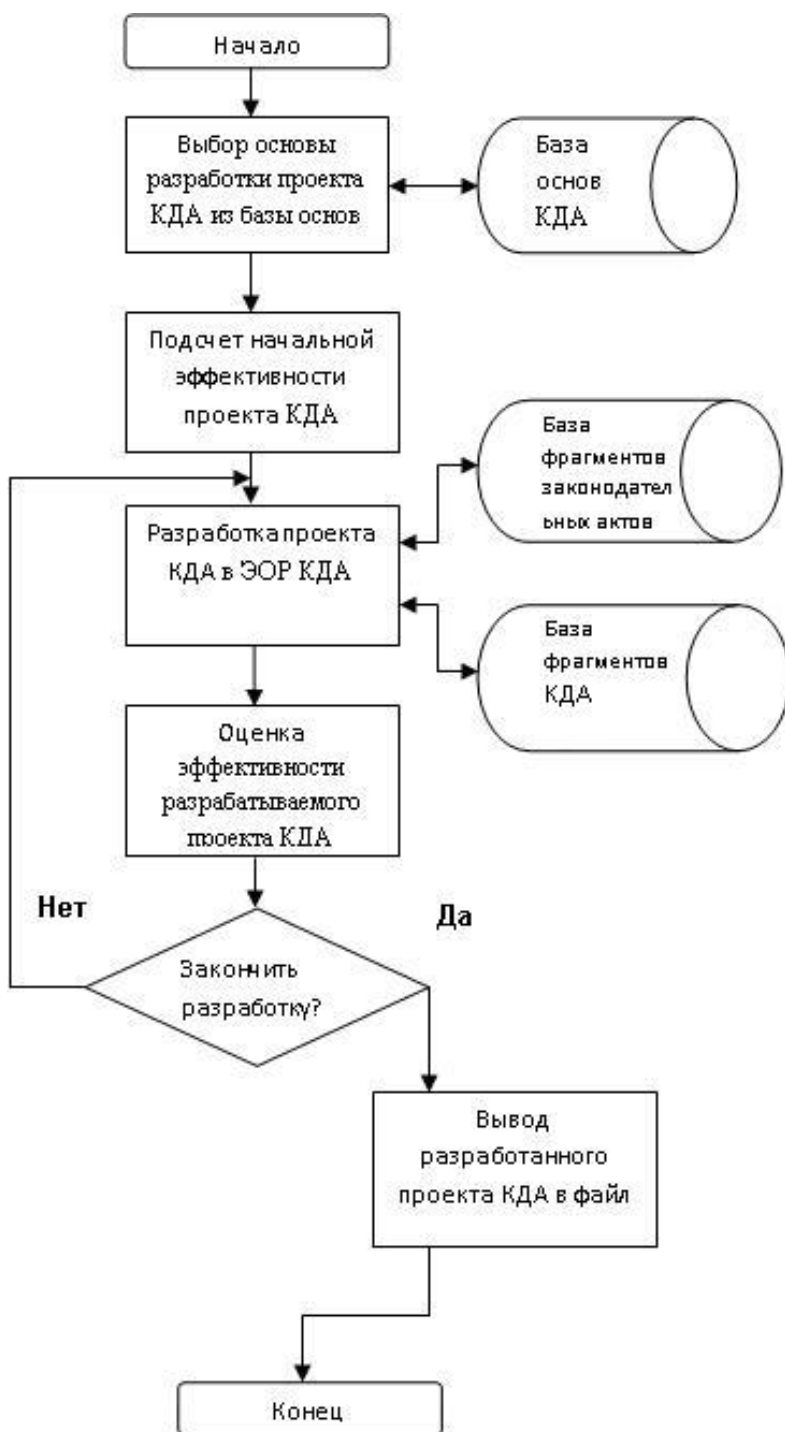 Начало
Выбор основы
разработки проекта
КДА из базы основ
База
основ
КДА
Подсчет начальной
эффективности
проекта КДА
База
фрагментов
законодател
ьных актов
Разработка проекта
КДА в ЭОР КДА
База
фрагментов
КДА
Оценка
эффективности
разрабатываемого
проекта КДА
Нет
Да
Закончить
разработку?
Вывод
разработанного
проекта КДА в файл
Конец